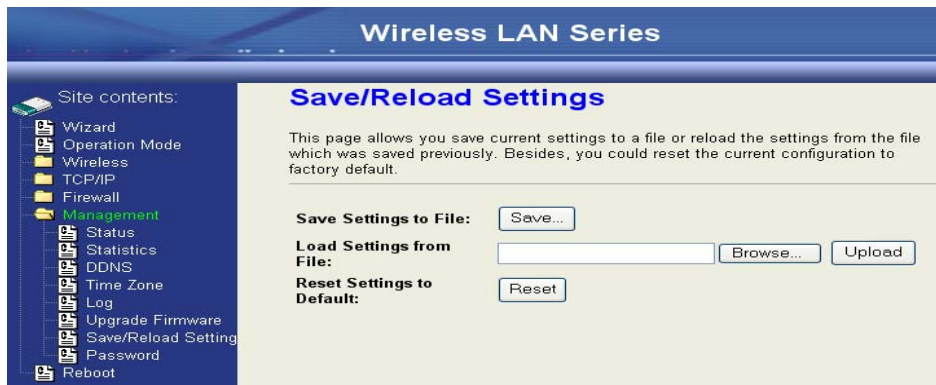 Wireless LAN Series
Site contents:
Wizard
Operation Mode
Wireless
TCP/IP
Firewall
Management
Status
Statistics
DDNS
Time Zone
Log
Upgrade Firmware
Save/Reload Setting
Password
Reboot
Save/Reload Settings
This page allows you save current settings to a file or reload the settings from the file
which was saved previously. Besides, you could reset the current configuration to
factory default.
Save Settings to File: Save...
Load Settings from
File: Browse... Upload
Reset Settings to
Default: Reset